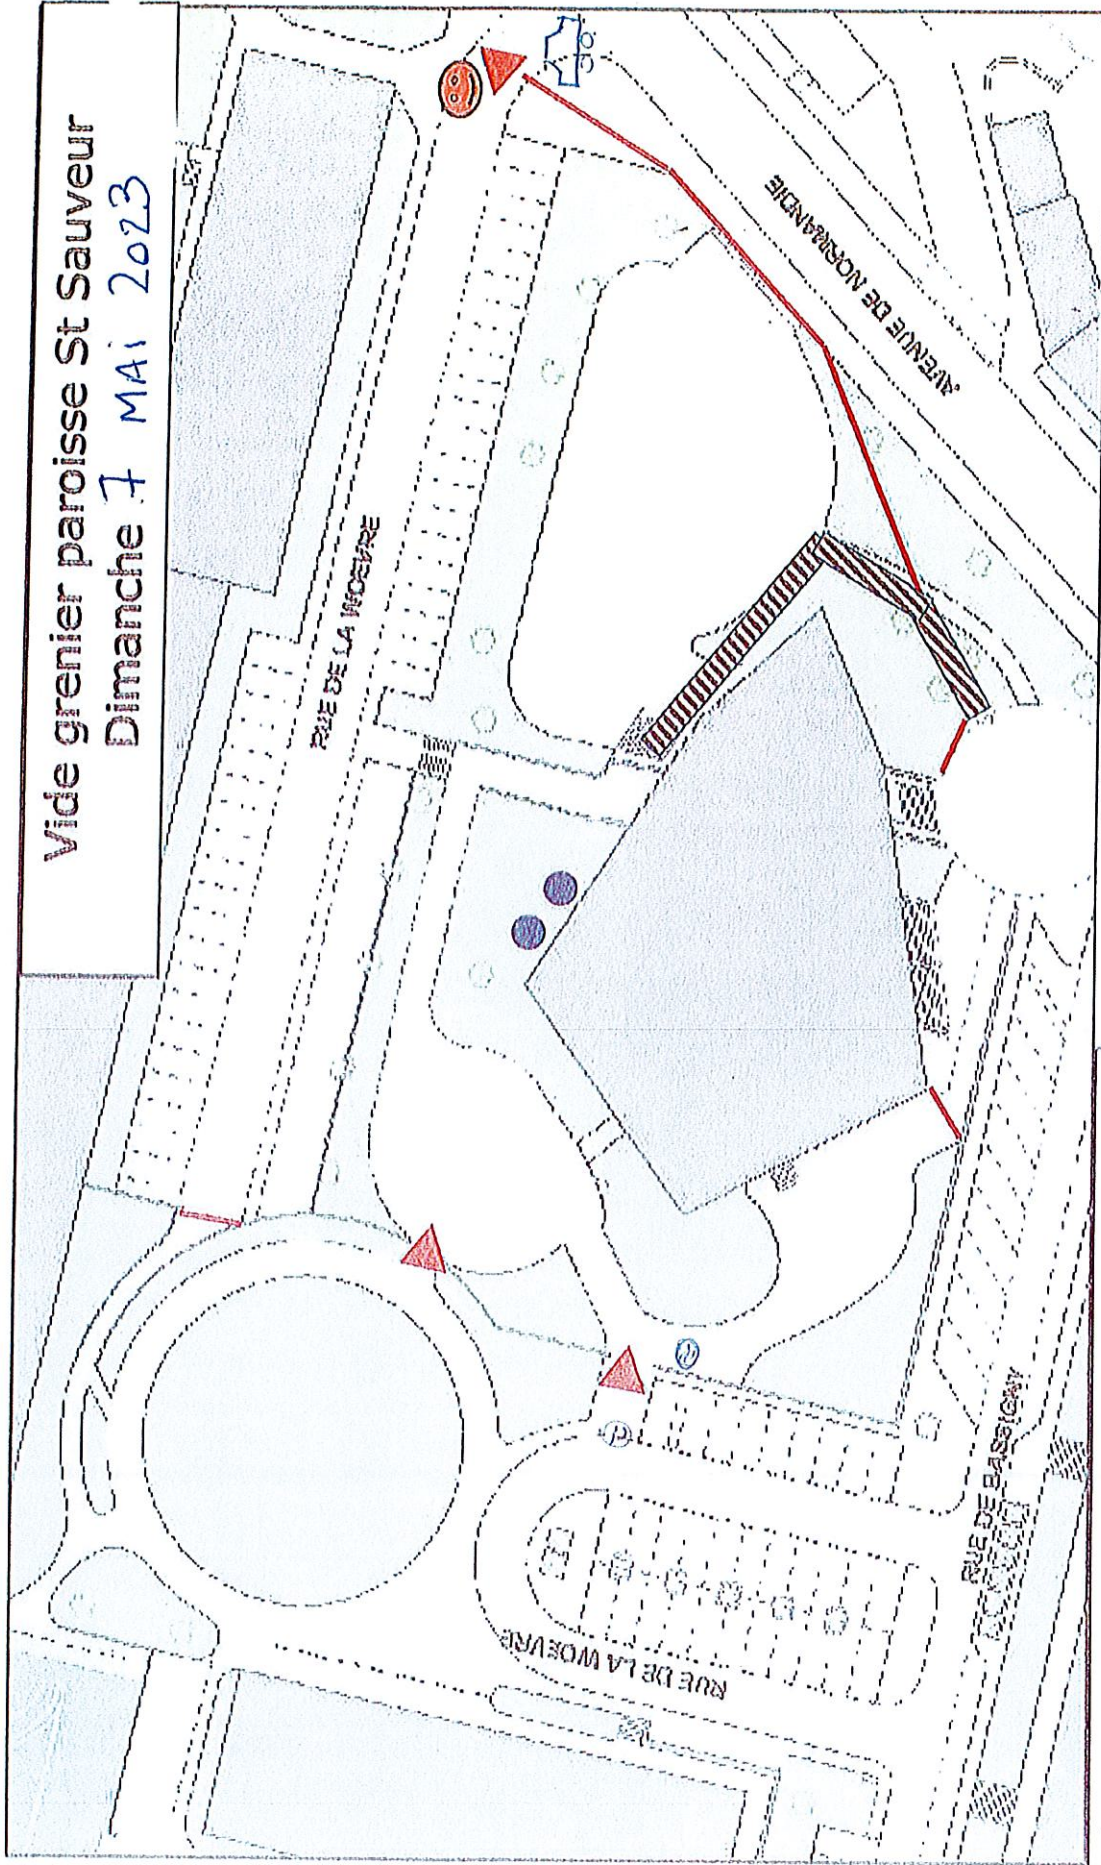 Vide grenier paroisse St Sauveur
Dimanche 7 MAi 2023
RUE DE LA WOEVRE
AVENUE DE NORMANDIE
RUE DE LA WOEVRE
RUE DE BASSIGNY